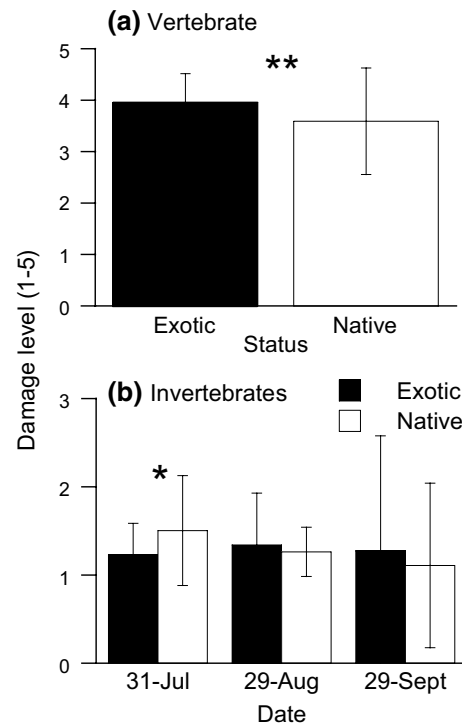 (a) Vertebrate
5
**
4
3
2
1
0
Exotic Native
Status
Damage level (1-5)
(b) Invertebrates
Exotic
Native
3
*
2
1
0
31-Jul 29-Aug 29-Sept
Date